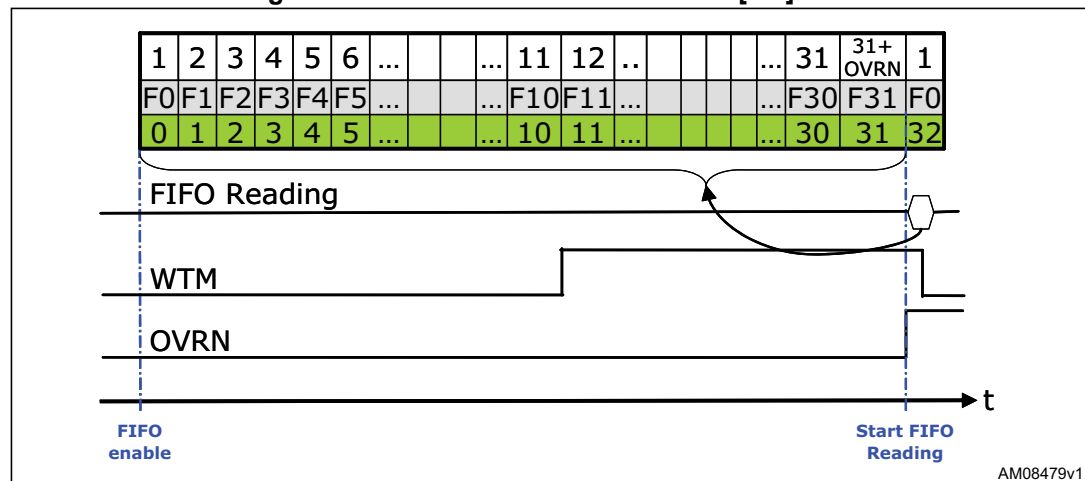 1 2 3 4 5 6 ... ... 11 12 .. ... 31 31+ OVRN 1
F0 F1 F2 F3 F4 F5 ... ... F10 F11 ... ... F30 F31 F0
0 1 2 3 4 5 ... ... 10 11 ... ... 30 31 32
FIFO Reading
WTM
OVRN
t
FIFO
enable
Start FIFO
Reading
AM08479v1